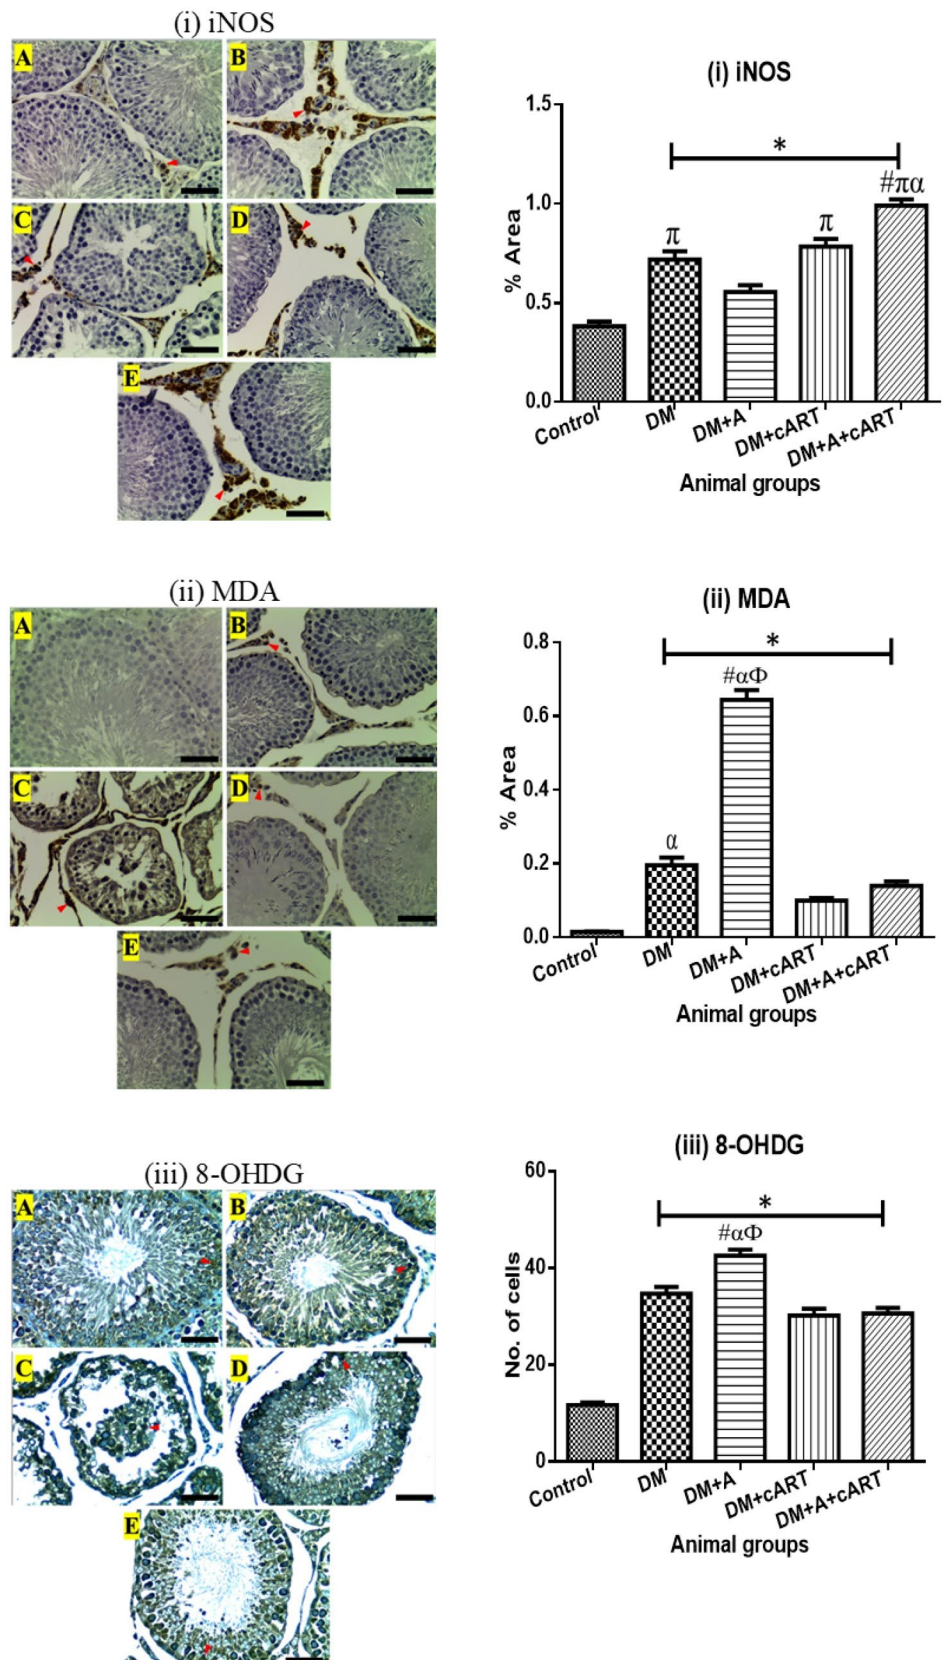 (i) iNOS
A
B
C
D
E
(i) iNOS
1.5
1.0
0.5
0.0
% Area
*
π
π
#πα
Control
DM
DM+A
DM+cART
DM+A+cART
Animal groups
(ii) MDA
A
B
C
D
E
(ii) MDA
0.8
0.6
0.4
0.2
0.0
% Area
*
α
#αΦ
Control
DM
DM+A
DM+cART
DM+A+cART
Animal groups
(iii) 8-OHDG
A
B
C
D
E
(iii) 8-OHDG
60
40
20
0
No. of cells
*
#αΦ
Control
DM
DM+A
DM+cART
DM+A+cART
Animal groups